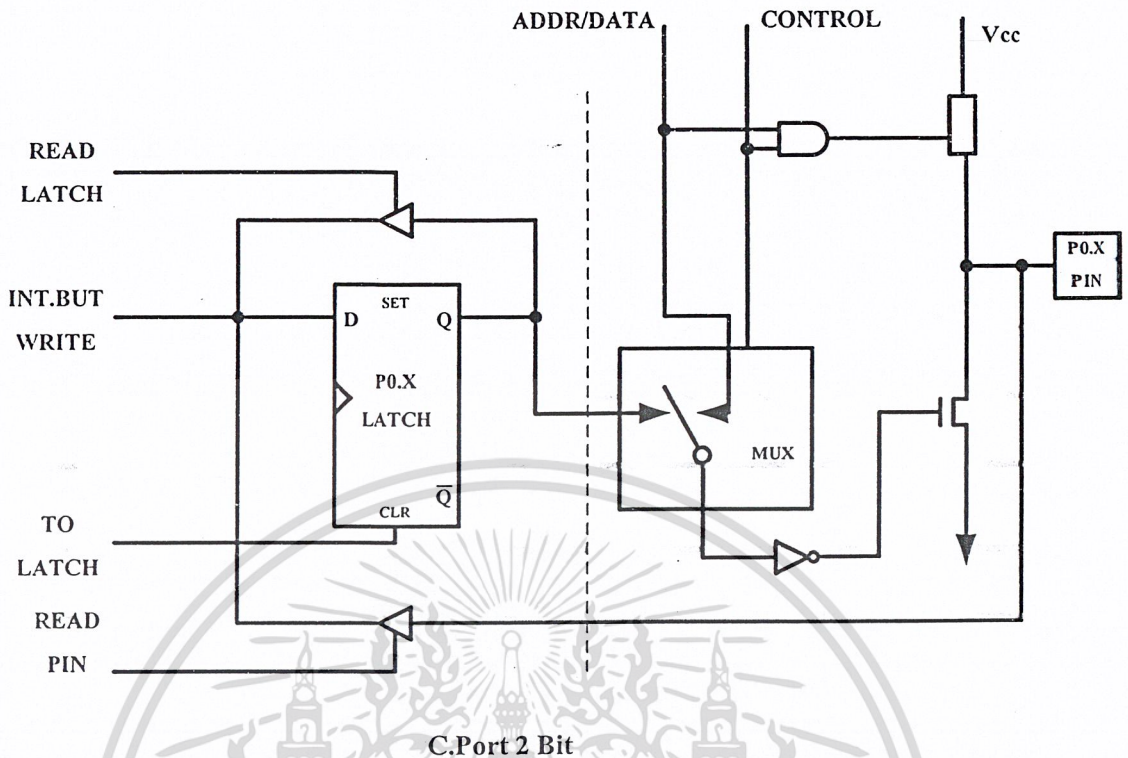 ADDR/DATA
CONTROL
Vcc
READ
LATCH
INT.BUT
WRITE
SET
D
Q
P0.X
LATCH
Q̅
CLR
TO
LATCH
READ
PIN
MUX
P0.X
PIN
C.Port 2 Bit